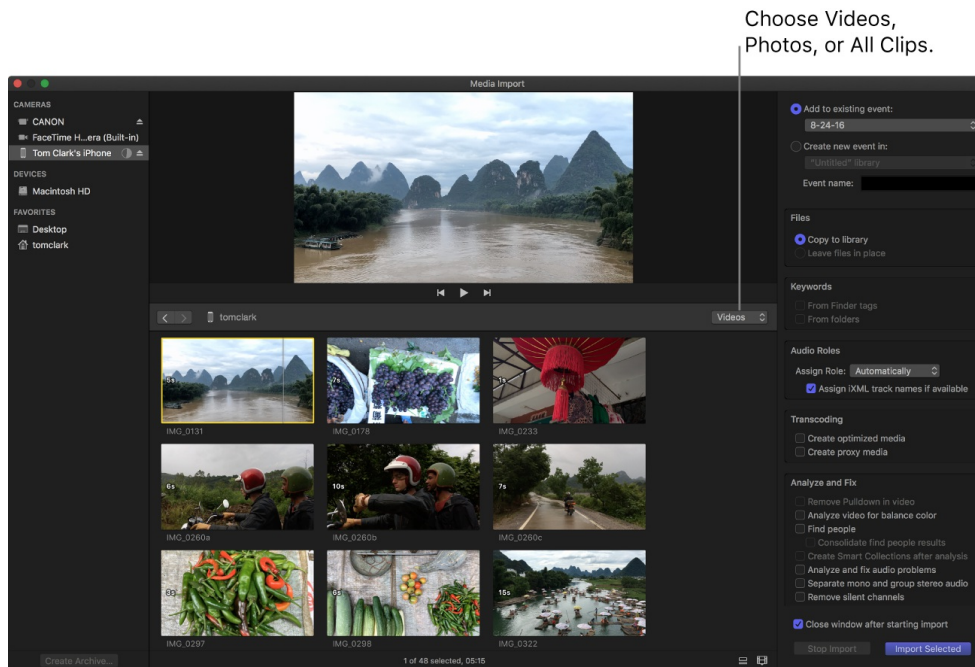 Choose Videos,
Photos, or All Clips.
Media Import
CAMERAS
CANON
FaceTime H...era (Built-in)
Tom Clark's iPhone
DEVICES
Macintosh HD
FAVORITES
Desktop
tomclark
Create Archive...
tomclark
Videos
5s
7s
1s
IMG_0131
IMG_0178
IMG_0233
6s
10s
7s
IMG_0260a
IMG_0260b
IMG_0260c
3s
6s
15s
IMG_0297
IMG_0298
IMG_0322
1 of 48 selected, 05:15
Add to existing event:
8-24-16
Create new event in:
"Untitled" library
Event name:
Files
Copy to library
Leave files in place
Keywords
From Finder tags
From folders
Audio Roles
Assign Role: Automatically
Assign iXML track names if available
Transcoding
Create optimized media
Create proxy media
Analyze and Fix
Remove Pulldown in video
Analyze video for balance color
Find people
Consolidate find people results
Create Smart Collections after analysis
Analyze and fix audio problems
Separate mono and group stereo audio
Remove silent channels
Close window after starting import
Stop Import
Import Selected